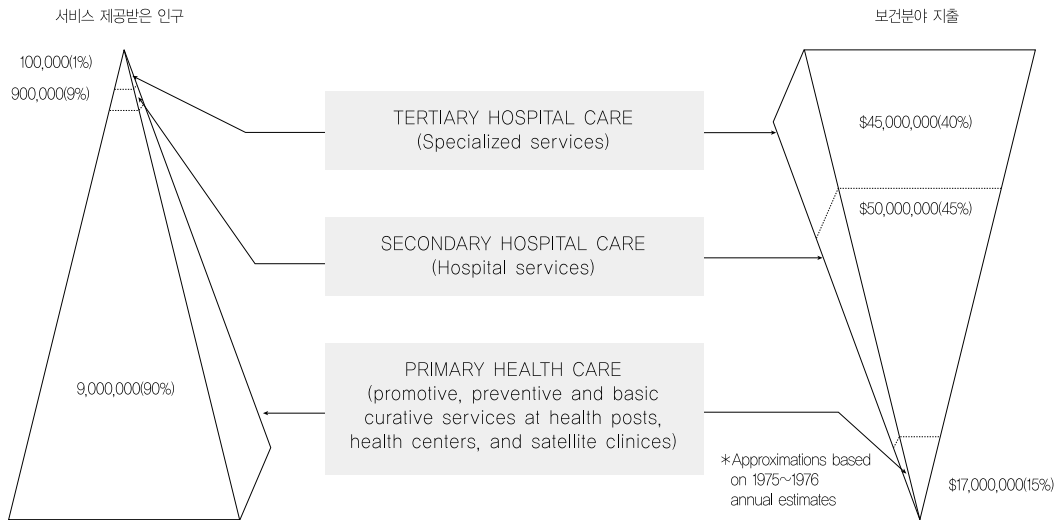 서비스 제공받은 인구
보건분야 지출
100,000(1%)
900,000(9%)
9,000,000(90%)
TERTIARY HOSPITAL CARE
(Specialized services)
SECONDARY HOSPITAL CARE
(Hospital services)
PRIMARY HEALTH CARE
(promotive, preventive and basic
curative services at health posts,
health centers, and satellite clinices)
$45,000,000(40%)
$50,000,000(45%)
$17,000,000(15%)
*Approximations based
on 1975~1976
annual estimates